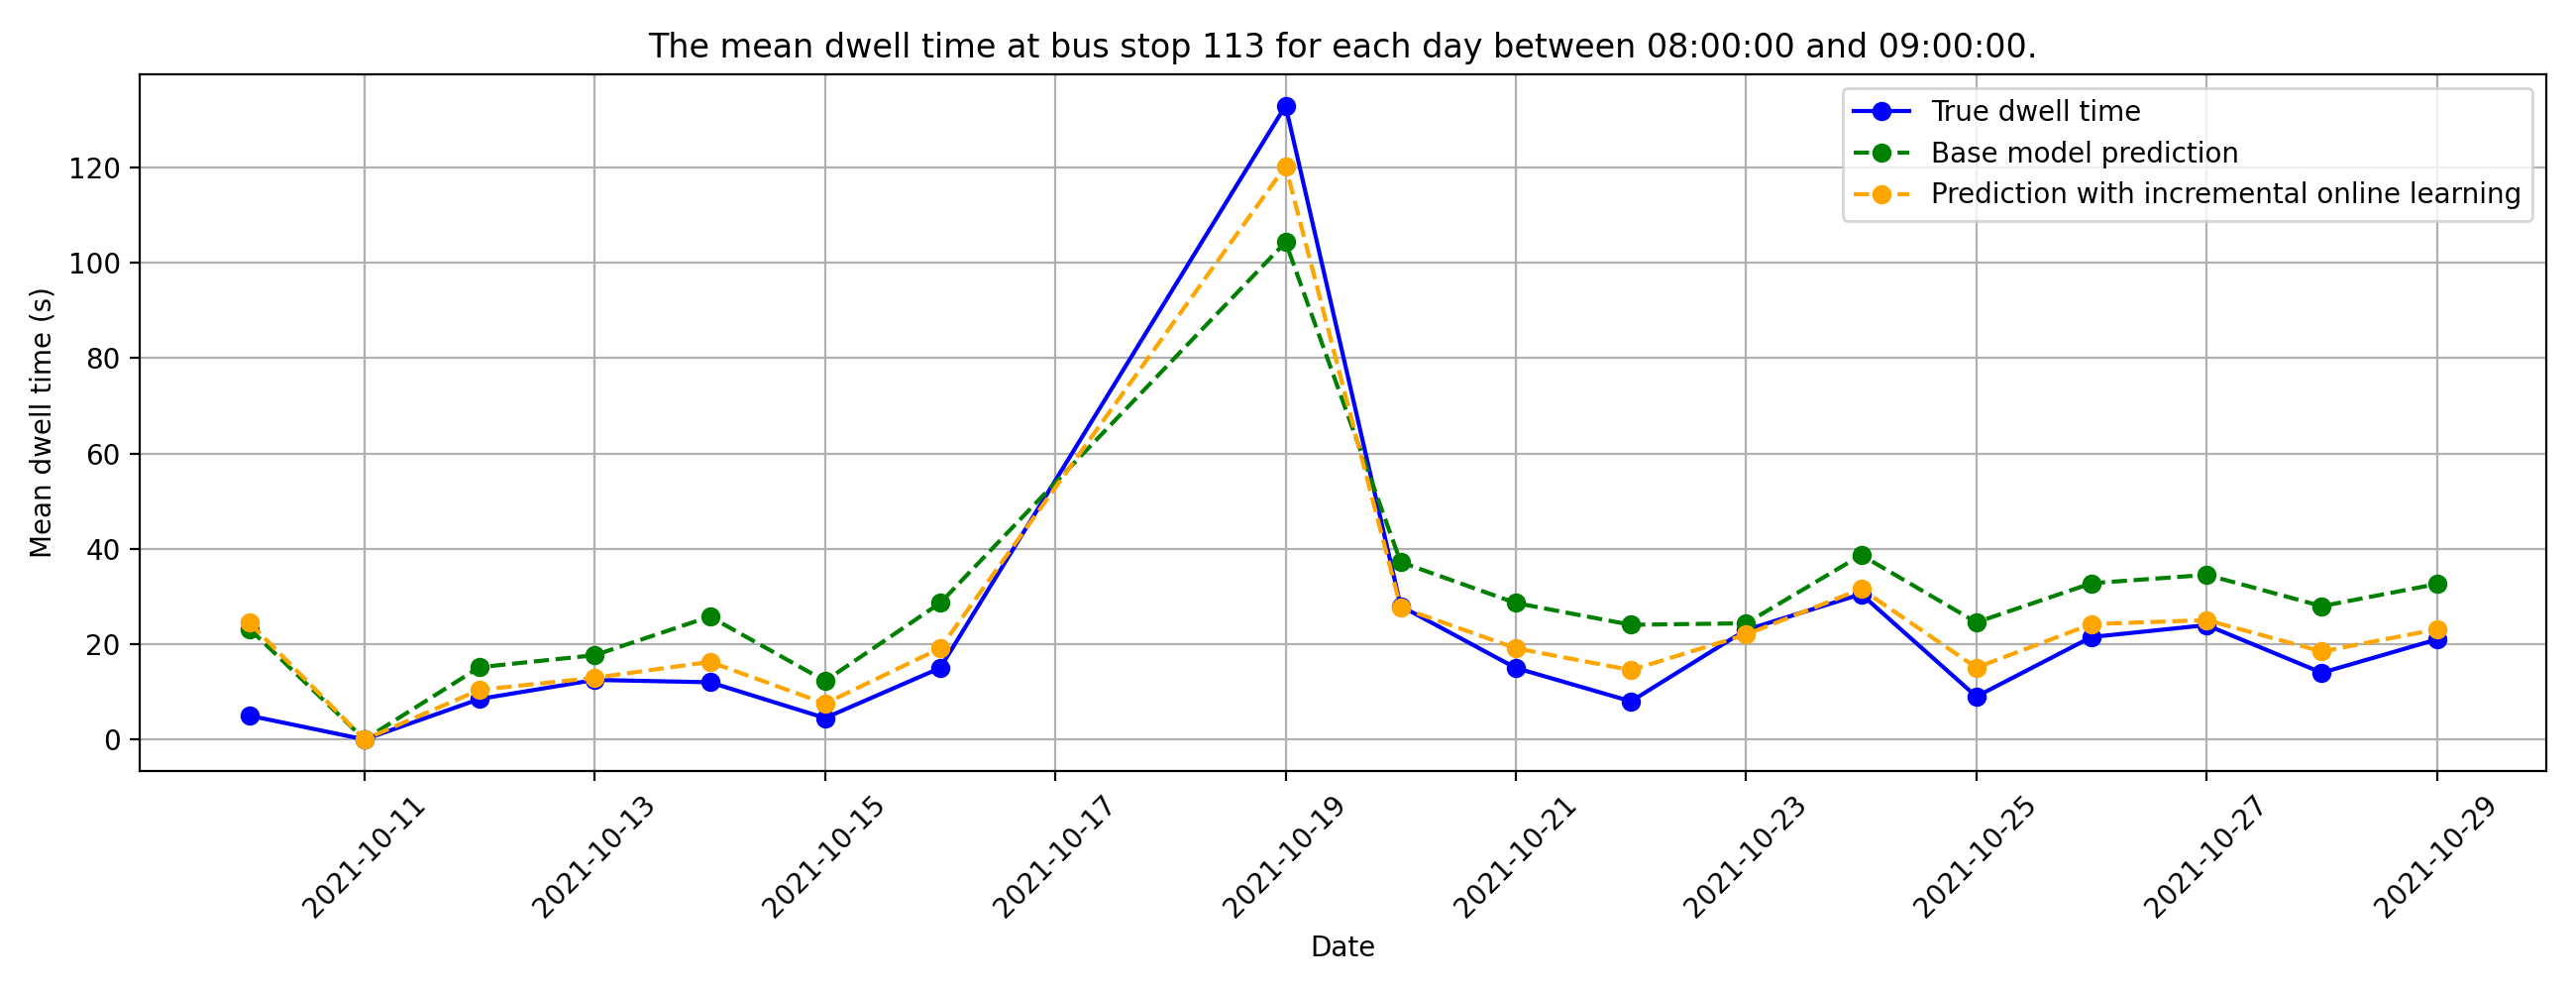 The mean dwell time at bus stop 113 for each day between 08:00:00 and 09:00:00.
True dwell time
Base model prediction
Prediction with incremental online learning
Mean dwell time (s)
120
100
80
60
40
20
0
2021-10-11
2021-10-13
2021-10-15
2021-10-17
2021-10-19
2021-10-21
2021-10-23
2021-10-25
2021-10-27
2021-10-29
Date